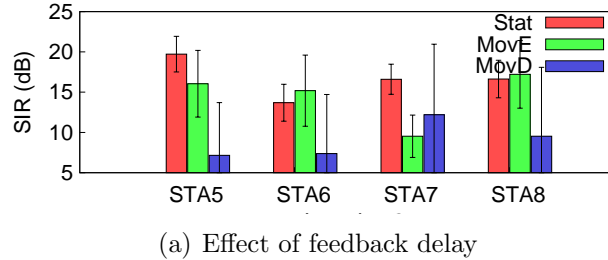 25
20
15
10
5
SIR (dB)
Stat
MovE
MovD
STA5 STA6 STA7 STA8
(a) Effect of feedback delay